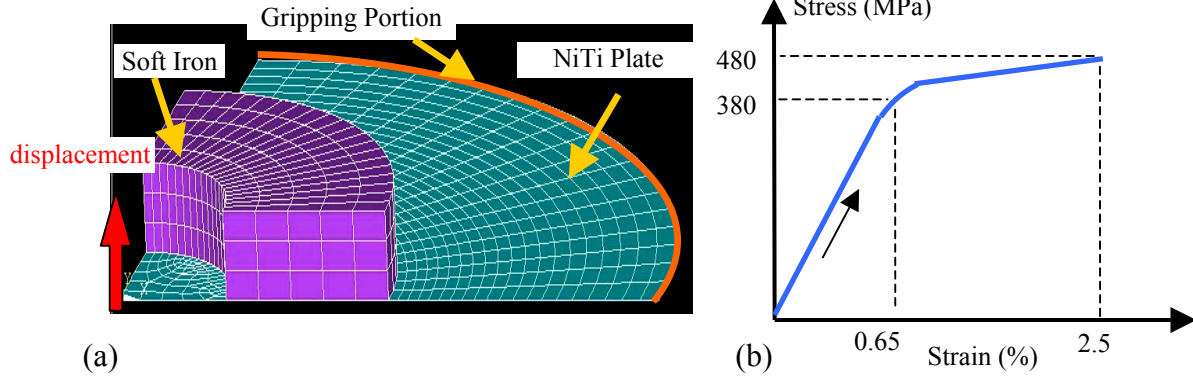 Gripping Portion
Soft Iron
NiTi Plate
displacement
(a)
Stress (MPa)
480
380
0.65
2.5
Strain (%)
(b)